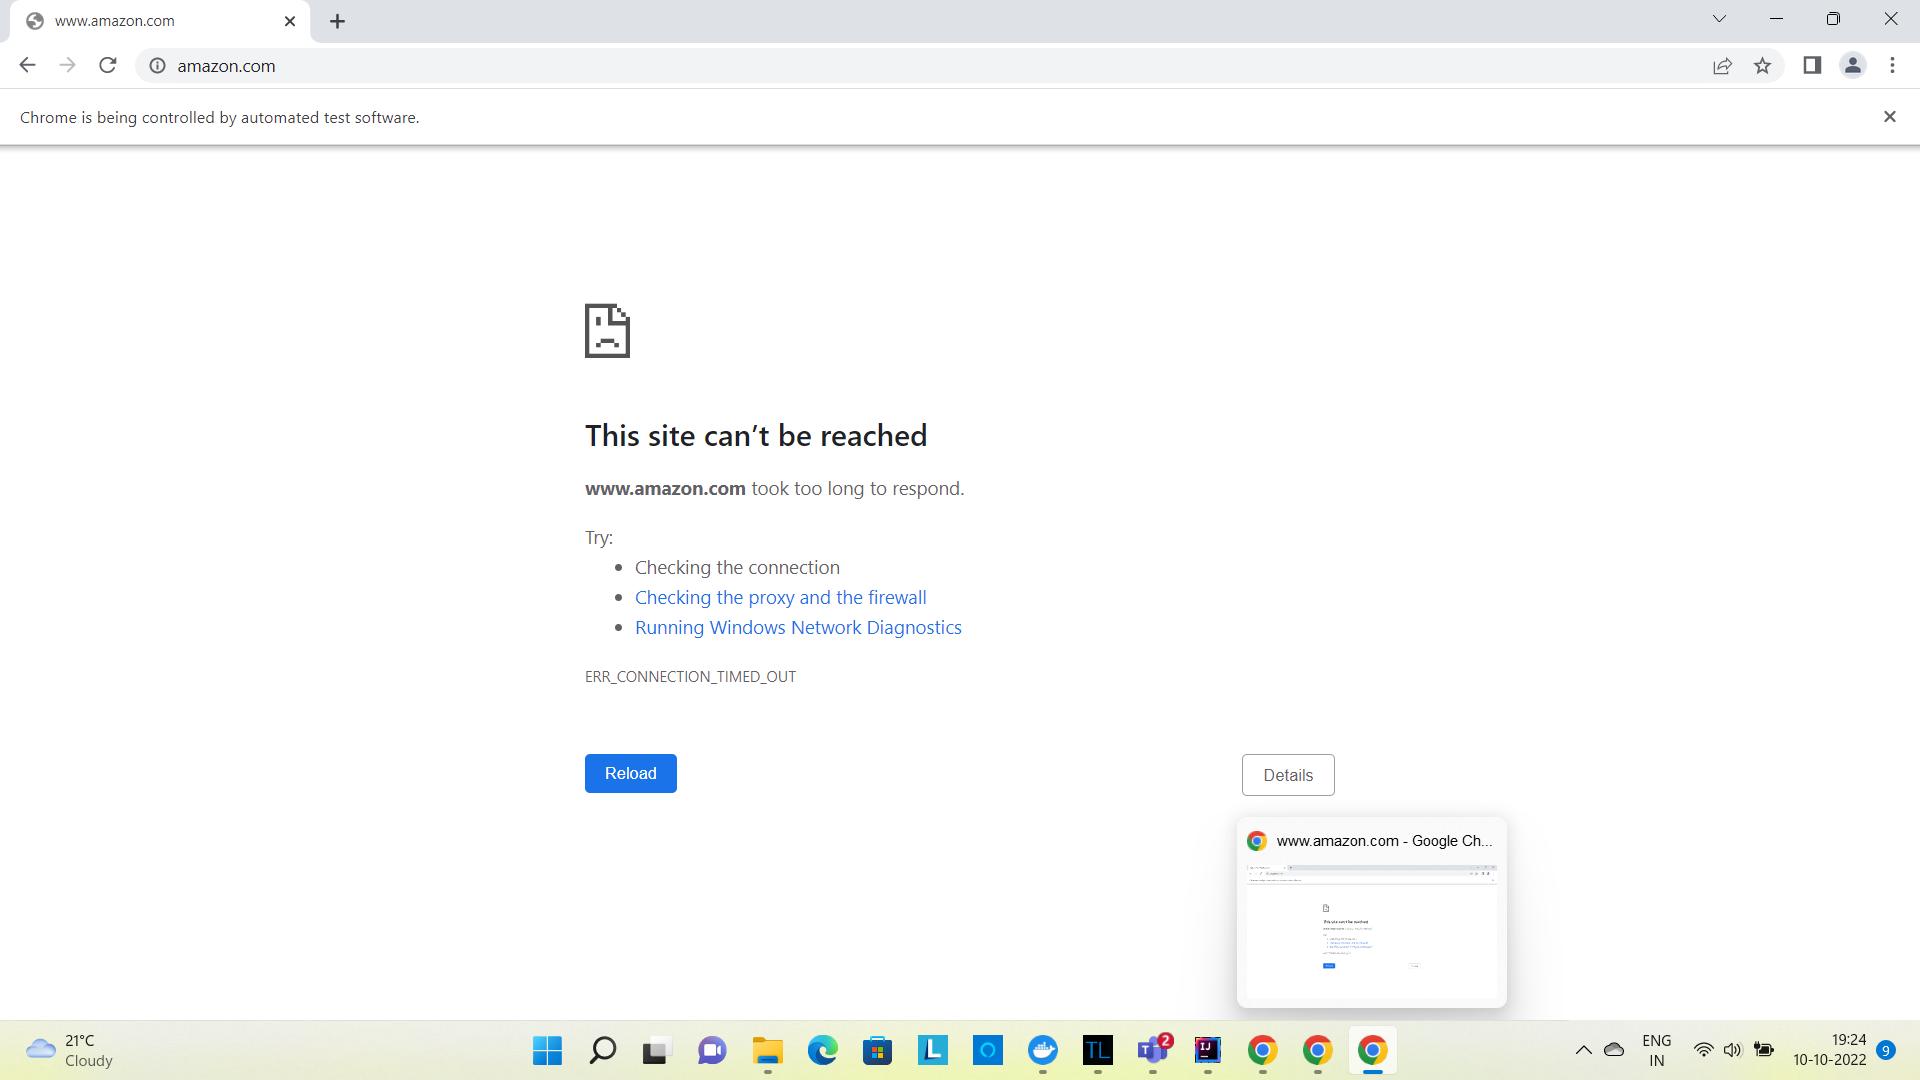 www.amazon.com
amazon.com
Chrome is being controlled by automated test software.
This site can’t be reached
www.amazon.com took too long to respond.
Try:
Checking the connection
Checking the proxy and the firewall
Running Windows Network Diagnostics
ERR_CONNECTION_TIMED_OUT
Reload
Details
www.amazon.com - Google Ch...
21°C
Cloudy
L
TL
T
2
IJ
ENG
IN
19:24
10-10-2022
9